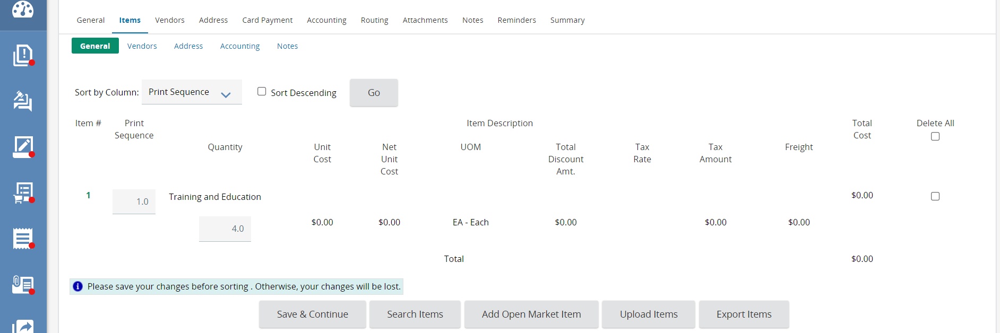 General Items Vendors Address Card Payment Accounting Routing Attachments Notes Reminders Summary
General Vendors Address Accounting Notes
Sort by Column: Print Sequence Sort Descending Go
Item # Print Sequence Item Description Total Cost Delete All
Quantity Unit Cost Net Unit Cost UOM Total Discount Amt. Tax Rate Tax Amount Freight
1 1.0 Training and Education $0.00
4.0 $0.00 $0.00 EA - Each $0.00 $0.00 $0.00
Total $0.00
Please save your changes before sorting . Otherwise, your changes will be lost.
Save & Continue Search Items Add Open Market Item Upload Items Export Items